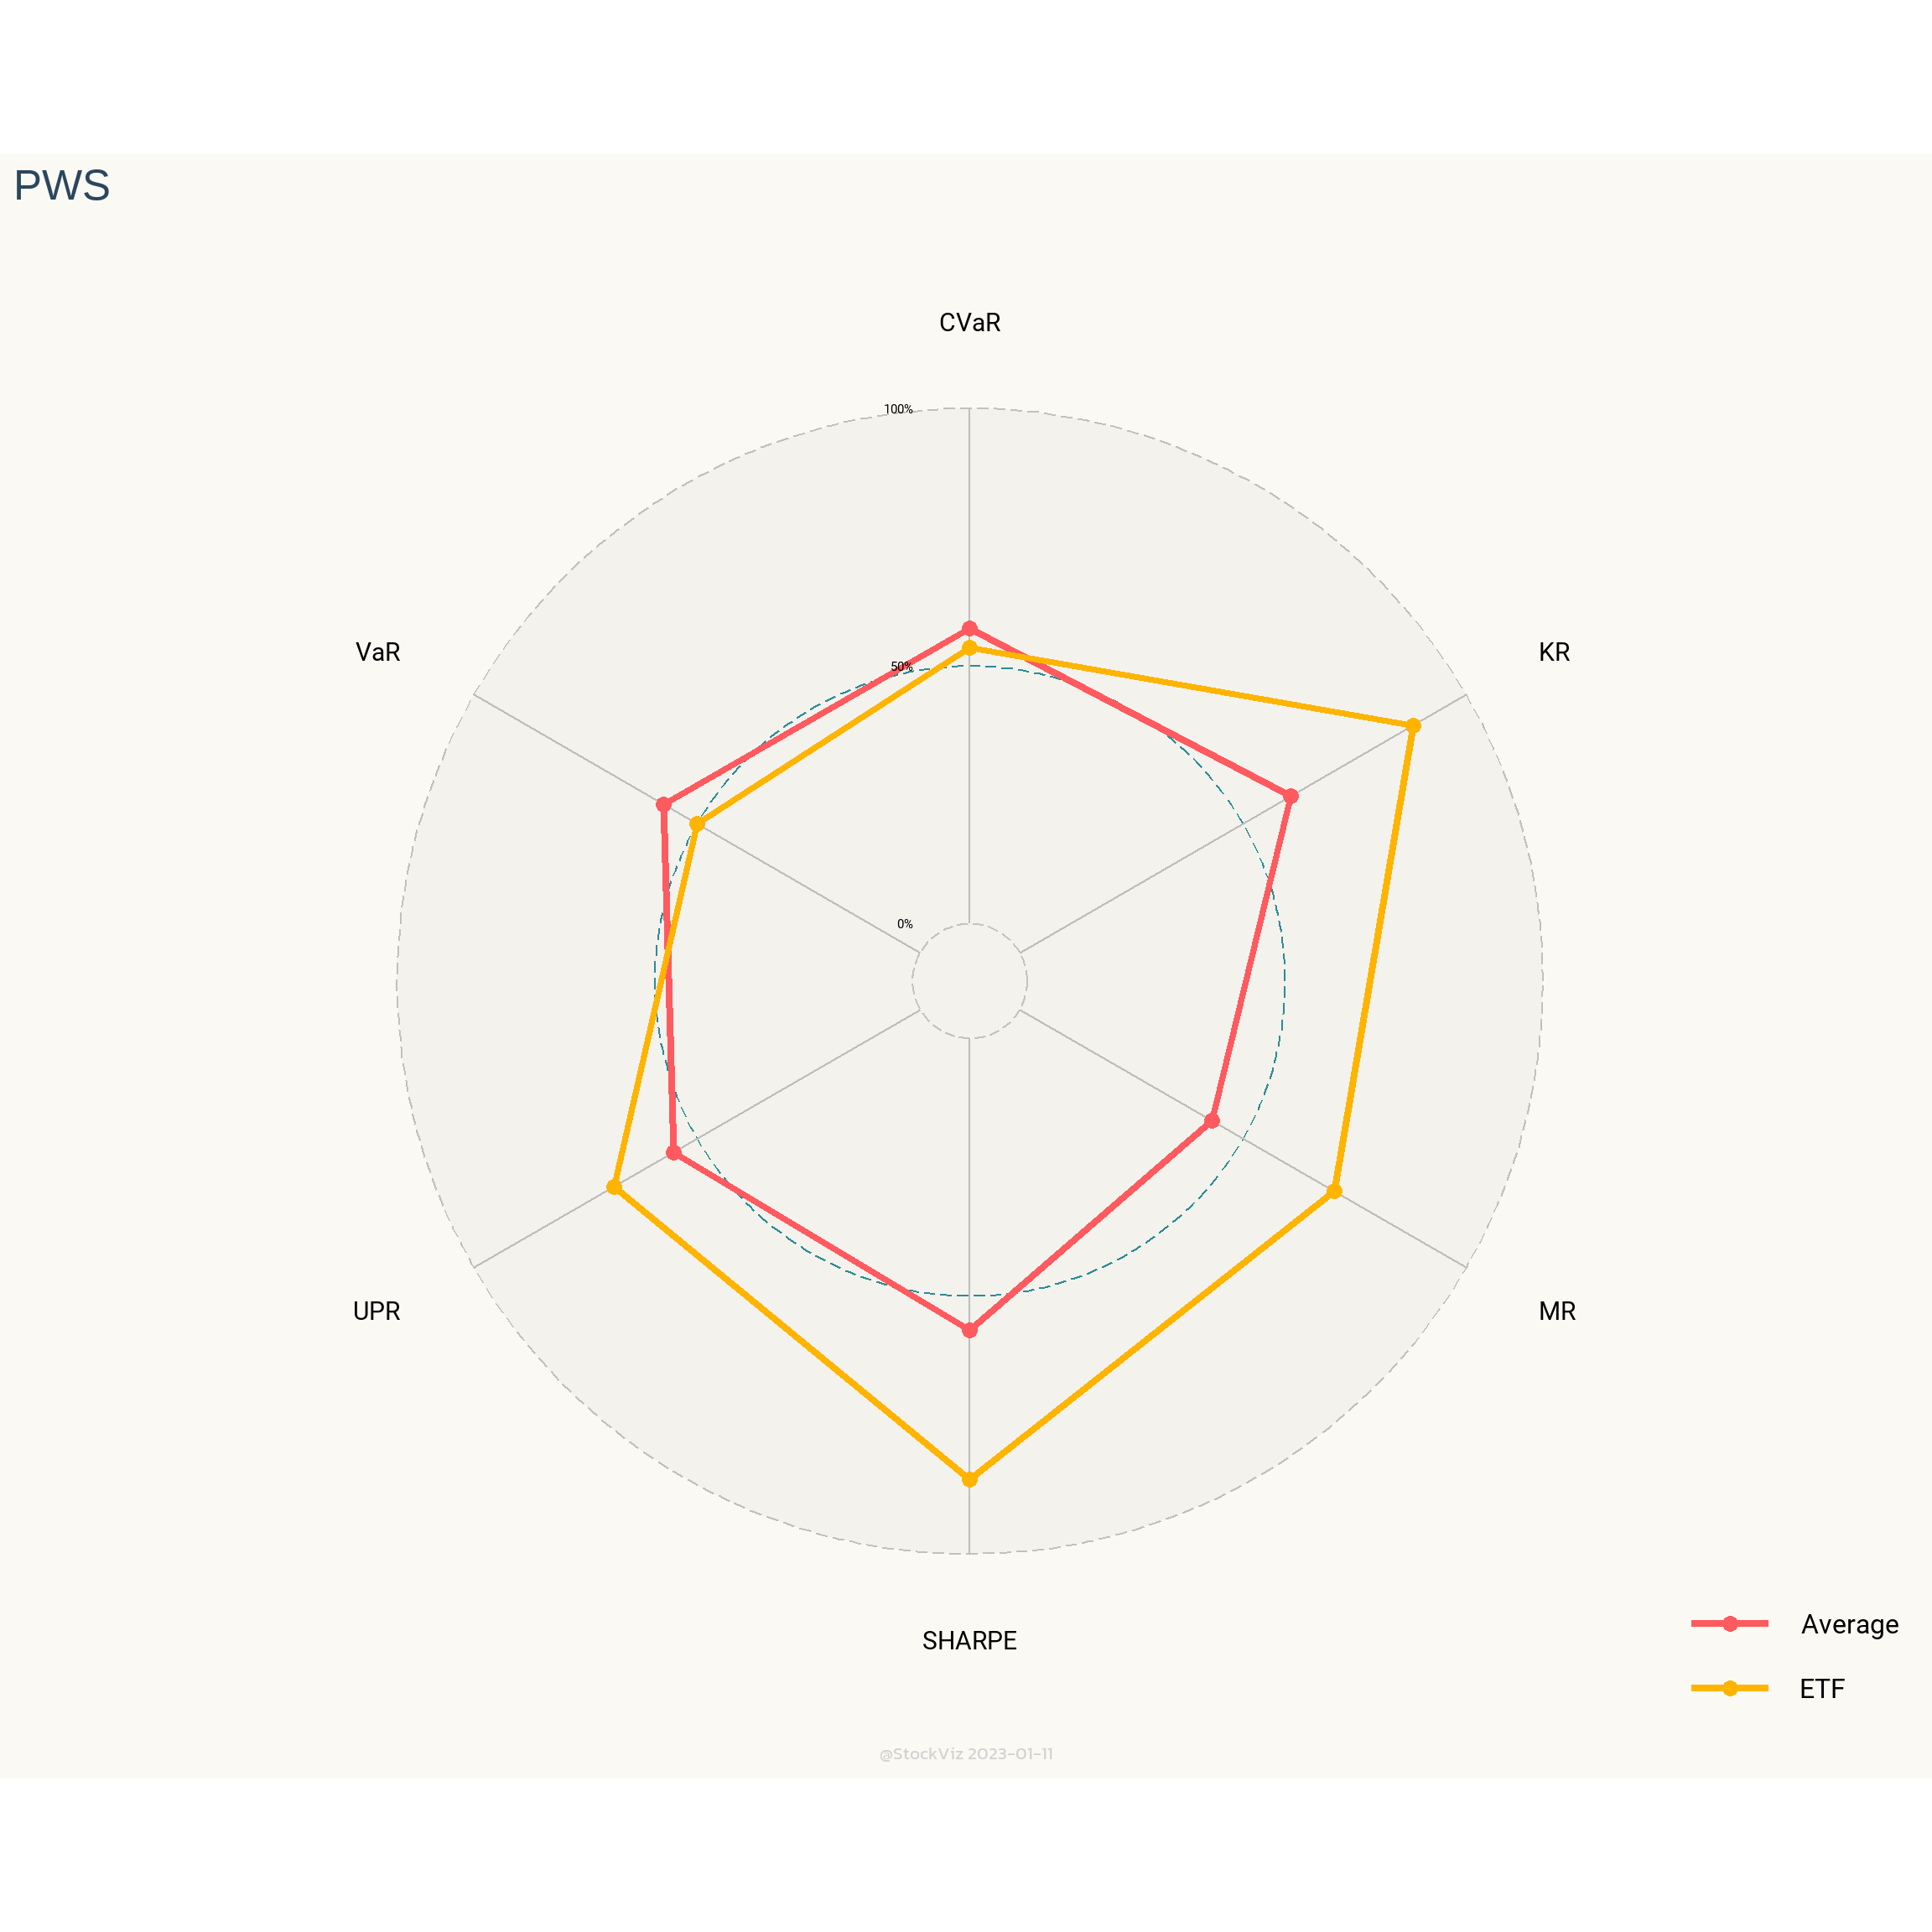 PWS
CVaR
100%
KR
VaR
50%
0%
UPR
MR
SHARPE
Average
ETF
@StockViz 2023-01-11